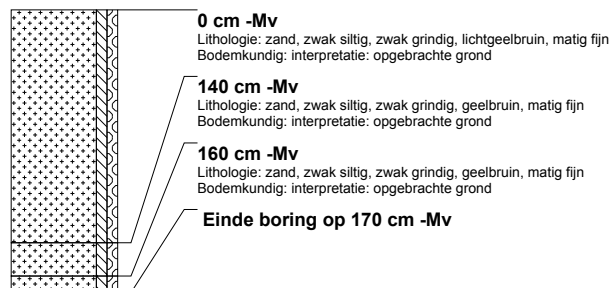 0 cm -Mv
Lithologie: zand, zwak siltig, zwak grindig, lichtgeelbruin, matig fijn
Bodemkundig: interpretatie: opgebrachte grond
140 cm -Mv
Lithologie: zand, zwak siltig, zwak grindig, geelbruin, matig fijn
Bodemkundig: interpretatie: opgebrachte grond
160 cm -Mv
Lithologie: zand, zwak siltig, zwak grindig, geelbruin, matig fijn
Bodemkundig: interpretatie: opgebrachte grond
Einde boring op 170 cm -Mv